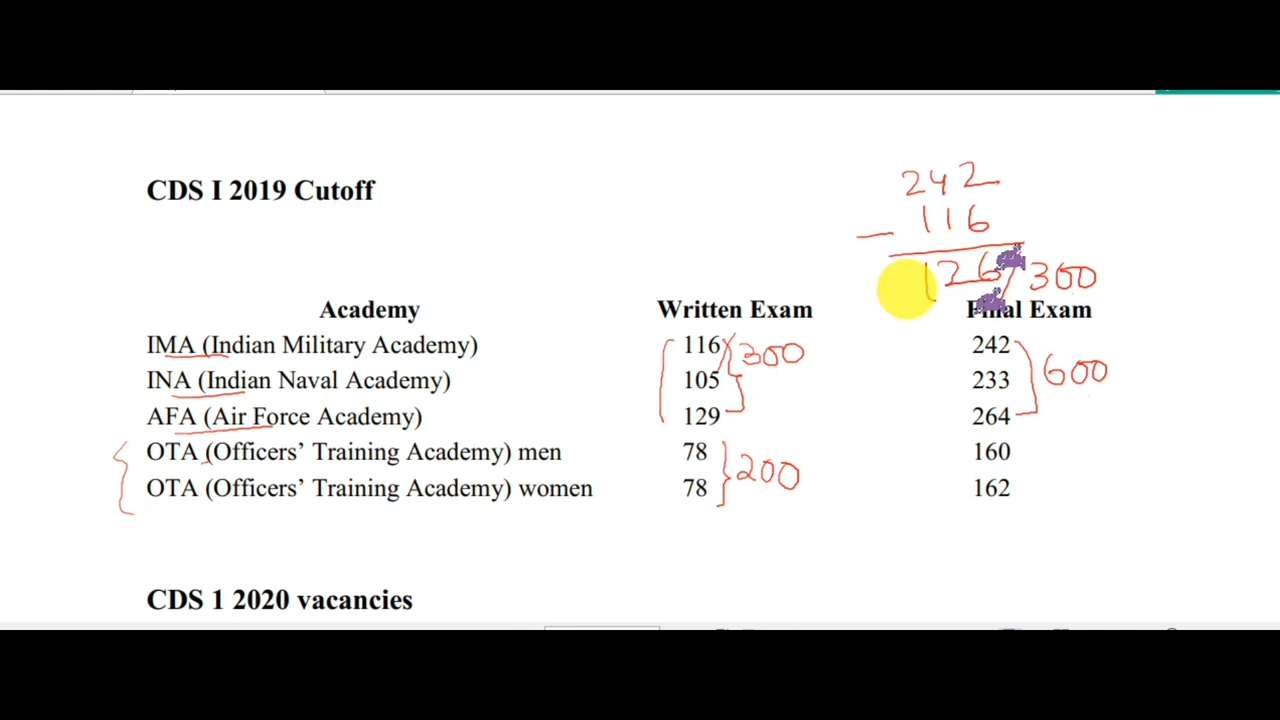 CDS I 2019 Cutoff
242
- 116
126/300
Academy Written Exam Final Exam
IMA (Indian Military Academy) 116 300 242
INA (Indian Naval Academy) 105 233 600
AFA (Air Force Academy) 129 264
OTA (Officers' Training Academy) men 78 200 160
OTA (Officers' Training Academy) women 78 162
CDS 1 2020 vacancies